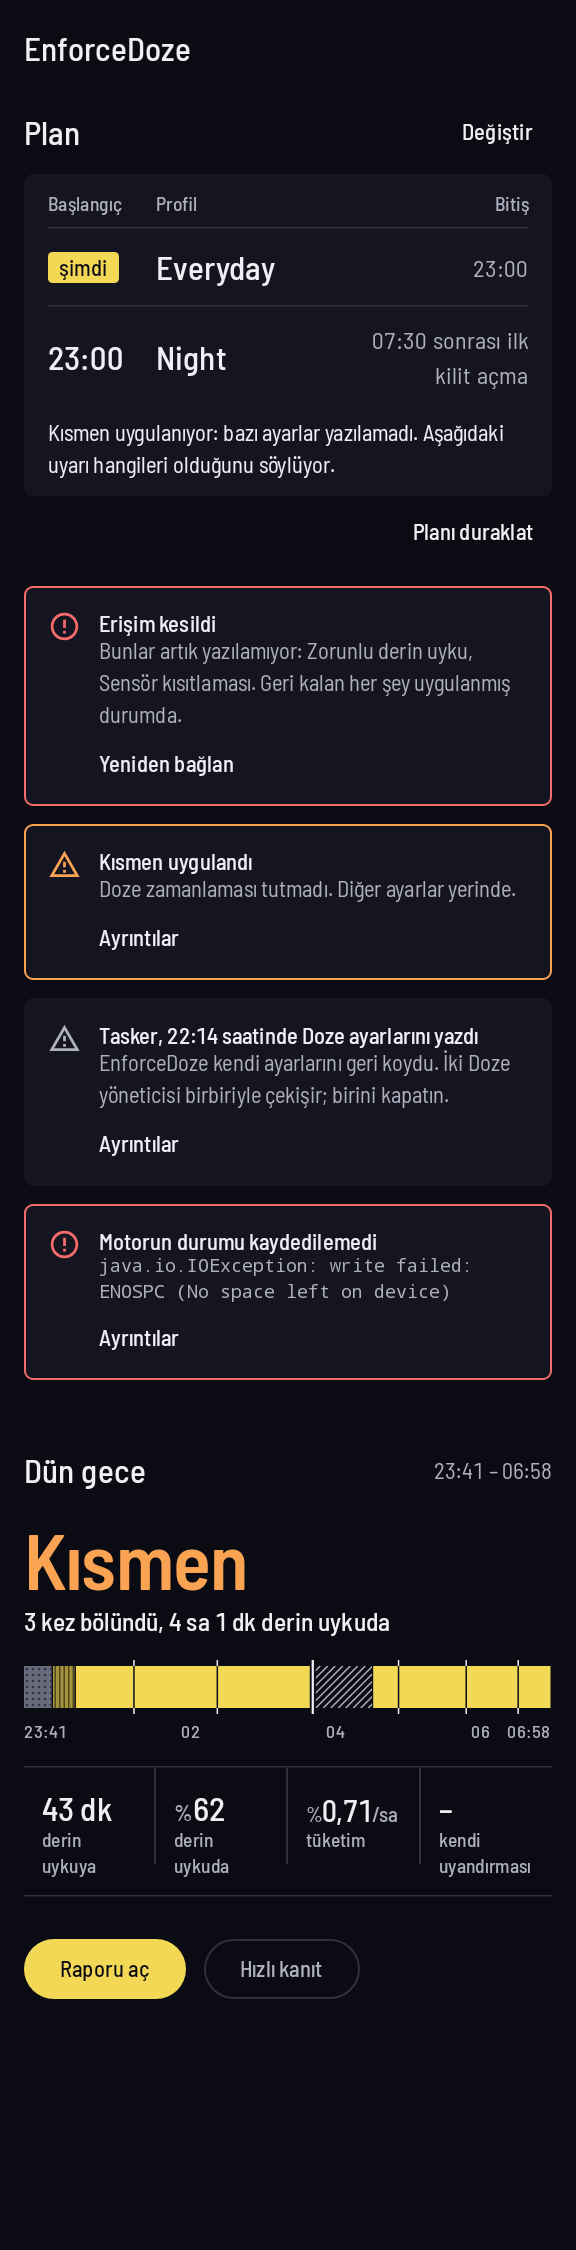 EnforceDoze
Plan
Değiştir
Başlangıç Profil Bitiş
şimdi Everyday 23:00
23:00 Night 07:30 sonrası ilk
kilit açma
Kısmen uygulanıyor: bazı ayarlar yazılamadı. Aşağıdaki
uyarı hangileri olduğunu söylüyor.
Planı duraklat
Erişim kesildi
Bunlar artık yazılamıyor: Zorunlu derin uyku,
Sensör kısıtlaması. Geri kalan her şey uygulanmış
durumda.
Yeniden bağlan
Kısmen uygulandı
Doze zamanlaması tutmadı. Diğer ayarlar yerinde.
Ayrıntılar
Tasker, 22:14 saatinde Doze ayarlarını yazdı
EnforceDoze kendi ayarlarını geri koydu. İki Doze
yöneticisi birbiriyle çekişir; birini kapatın.
Ayrıntılar
Motorun durumu kaydedilemedi
java.io.IOException: write failed:
ENOSPC (No space left on device)
Ayrıntılar
Dün gece 23:41 – 06:58
Kısmen
3 kez bölündü, 4 sa 1 dk derin uykuda
23:41 02 04 06 06:58
43 dk %62 %0,71/sa –
derin derin tüketim kendi
uykuya uykuda uyandırması
Raporu aç Hızlı kanıt